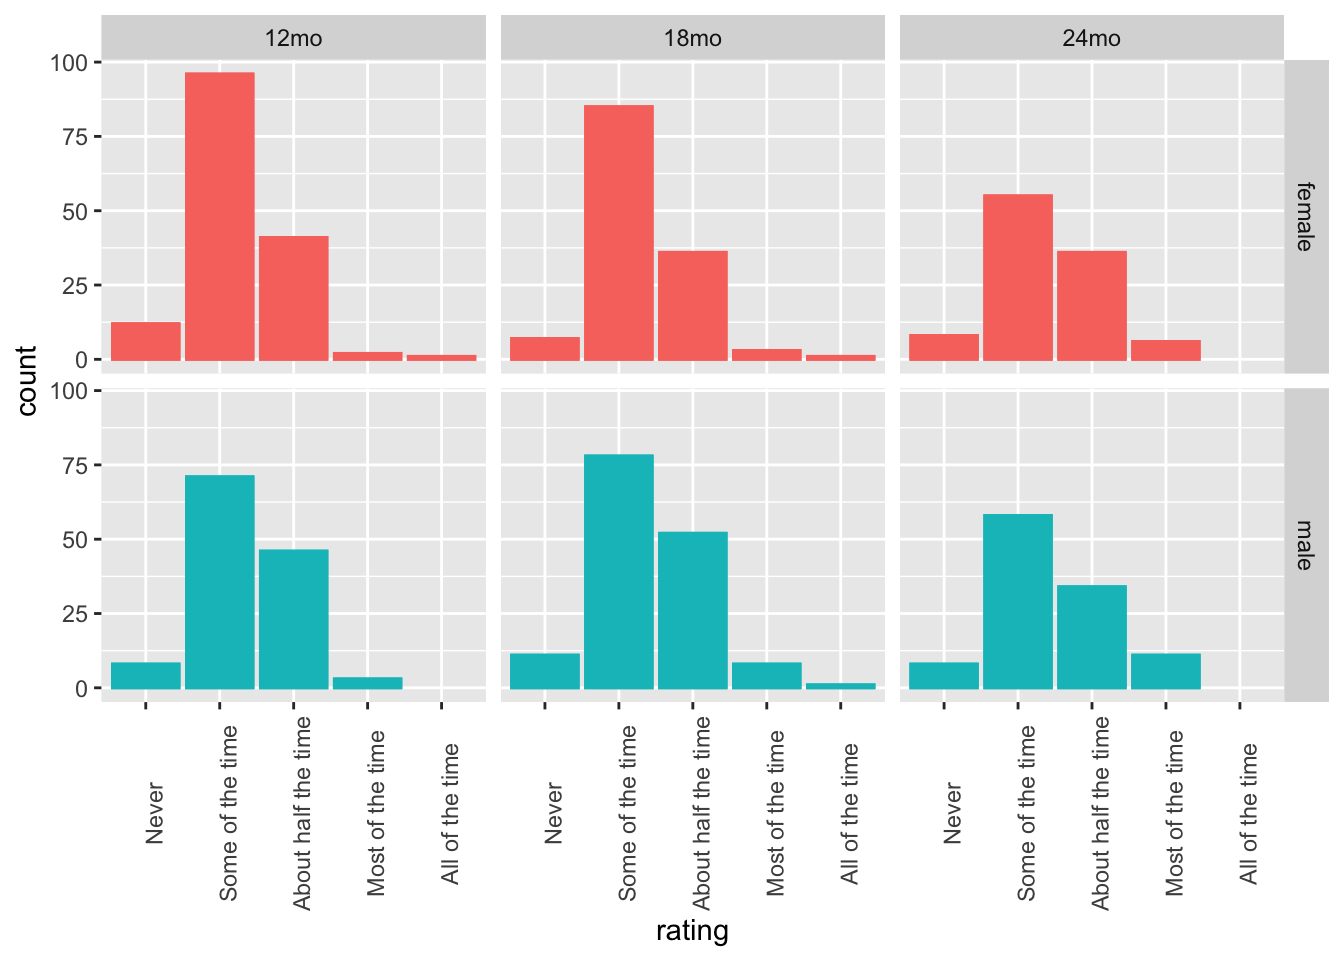 12mo 18mo 24mo
100
75
50
25
0
female
count
100
75
50
25
0
male
Never Some of the time About half the time Most of the time All of the time Never Some of the time About half the time Most of the time All of the time Never Some of the time About half the time Most of the time All of the time
rating